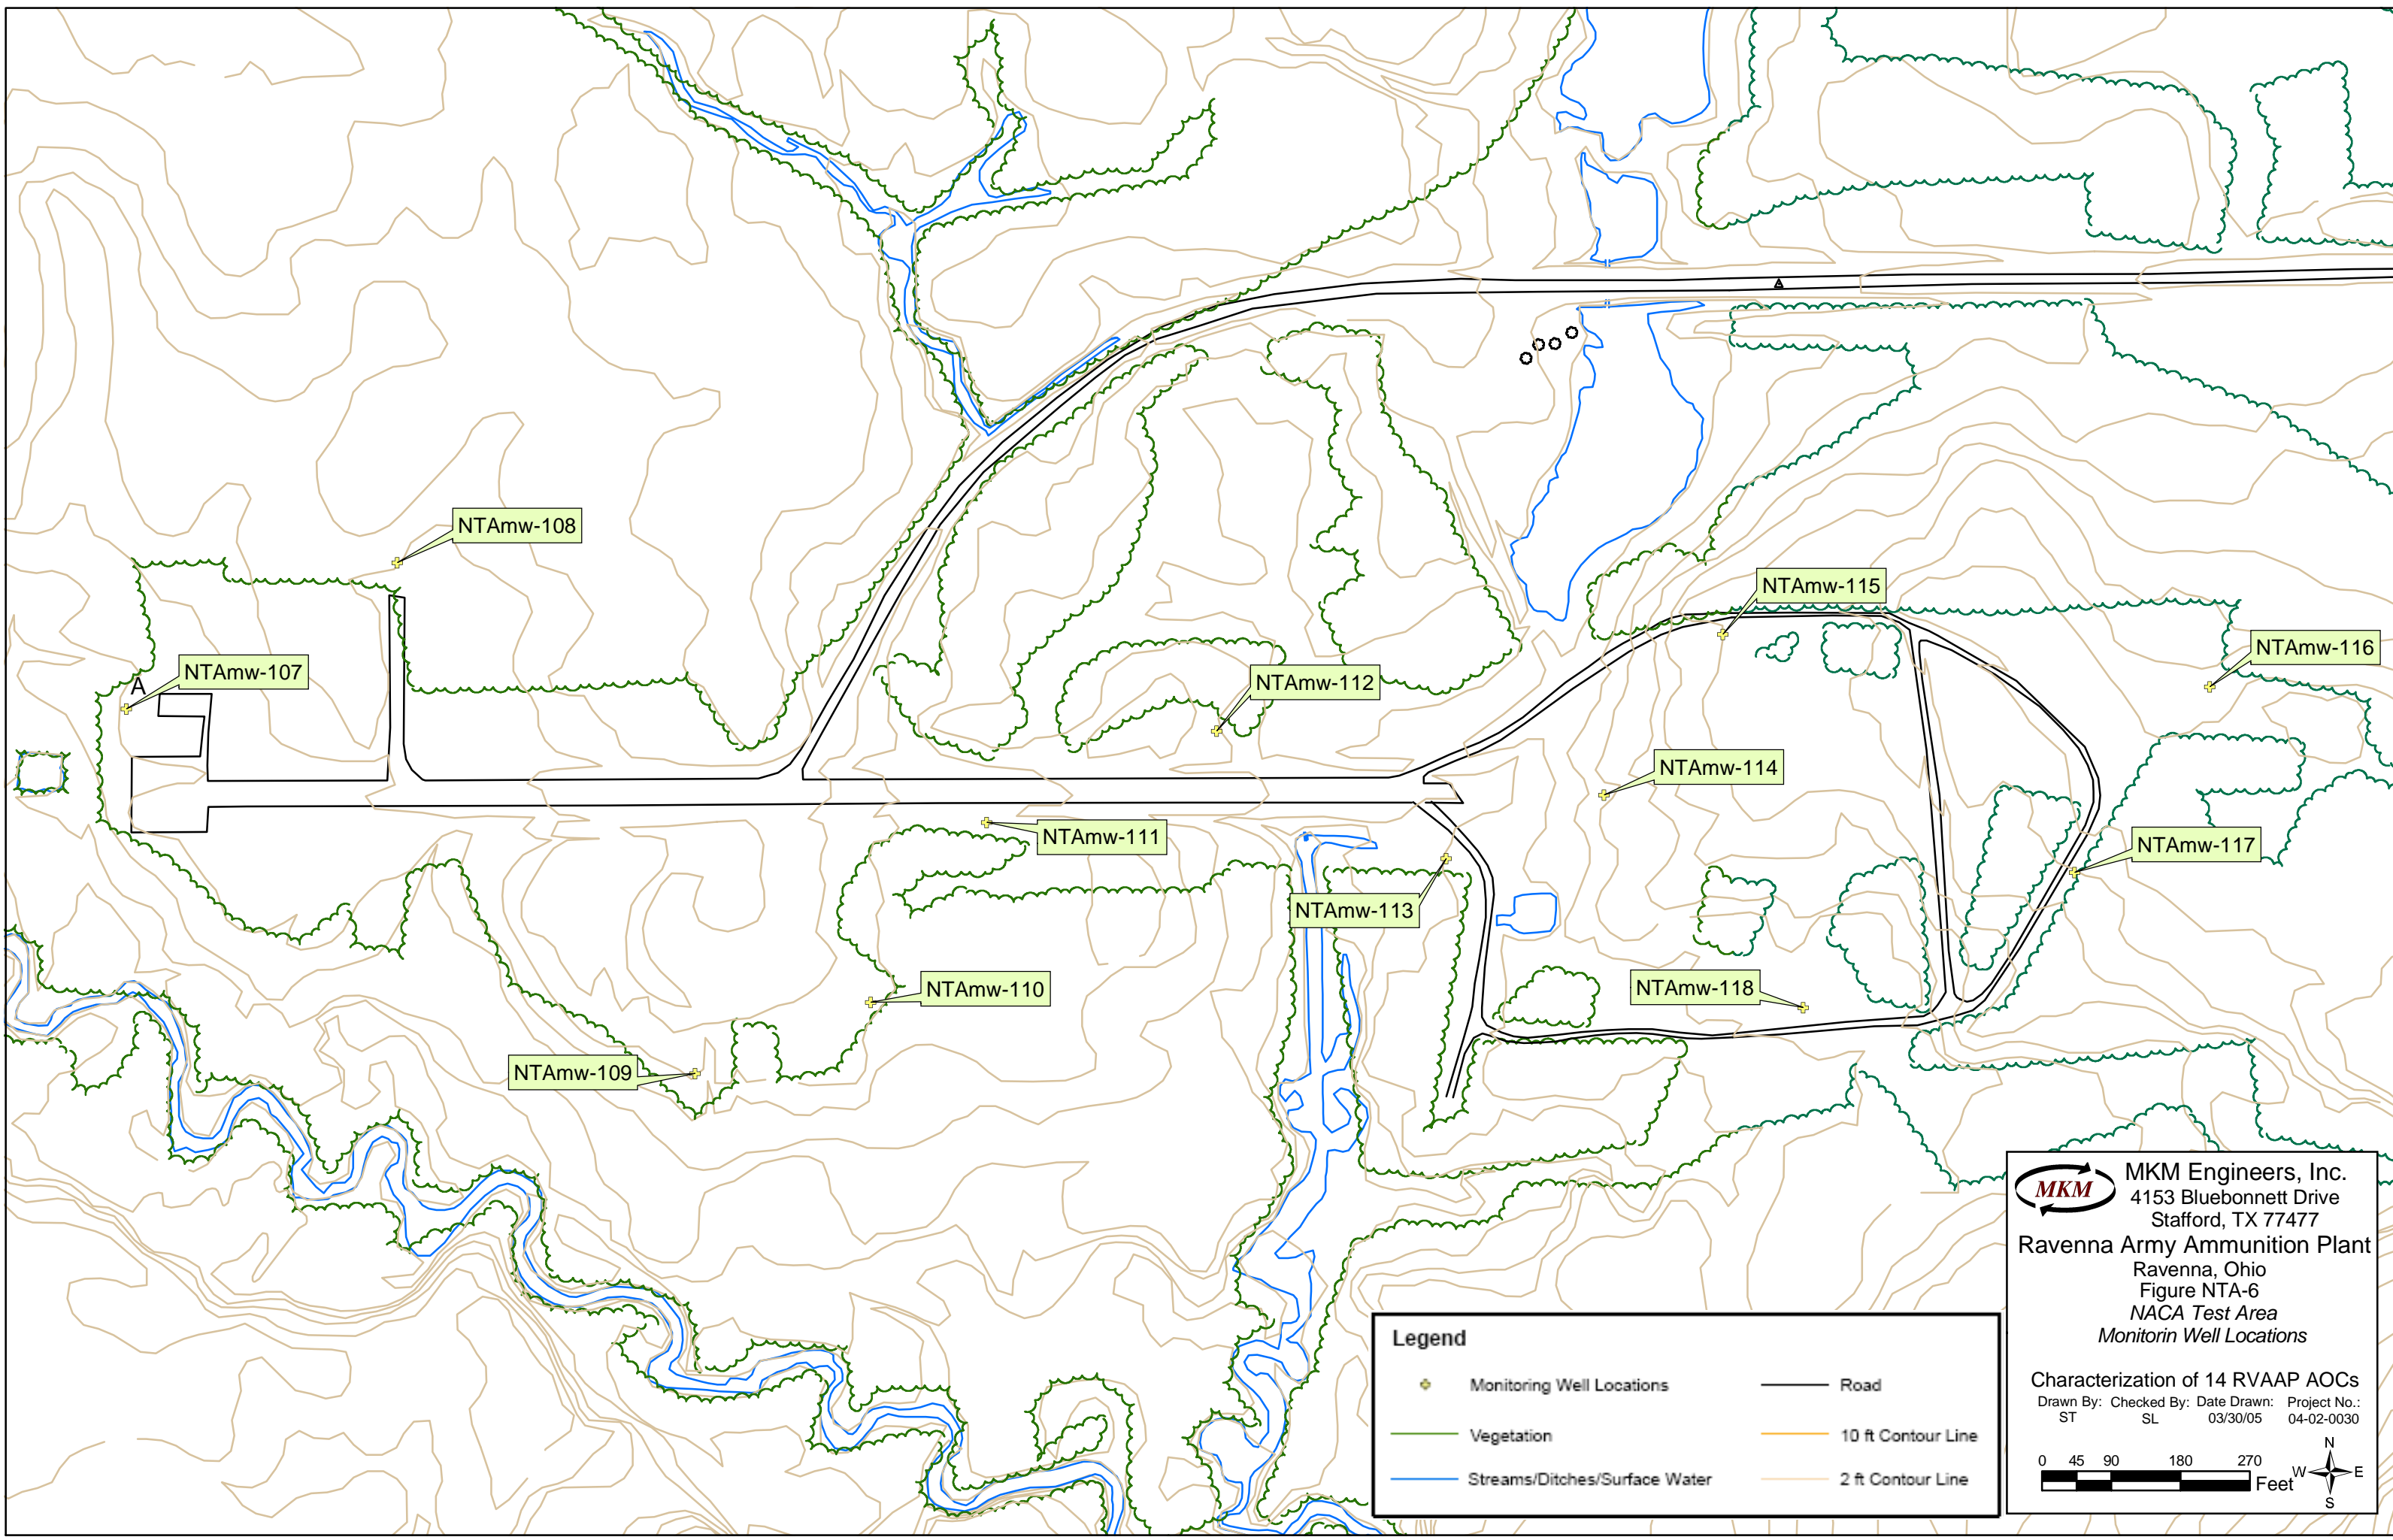 NTAmw-108
NTAmw-115
NTAmw-107
A
NTAmw-116
NTAmw-112
NTAmw-114
NTAmw-111
NTAmw-117
NTAmw-113
NTAmw-110
NTAmw-118
NTAmw-109
MKM
MKM Engineers, Inc.
4153 Bluebonnett Drive
Stafford, TX 77477
Ravenna Army Ammunition Plant
Ravenna, Ohio
Figure NTA-6
NACA Test Area
Monitorin Well Locations
Characterization of 14 RVAAP AOCs
Drawn By: Checked By: Date Drawn: Project No.:
ST SL 03/30/05 04-02-0030
0 45 90 180 270
Feet
N
W E
S
Legend
Monitoring Well Locations
Road
Vegetation
10 ft Contour Line
Streams/Ditches/Surface Water
2 ft Contour Line